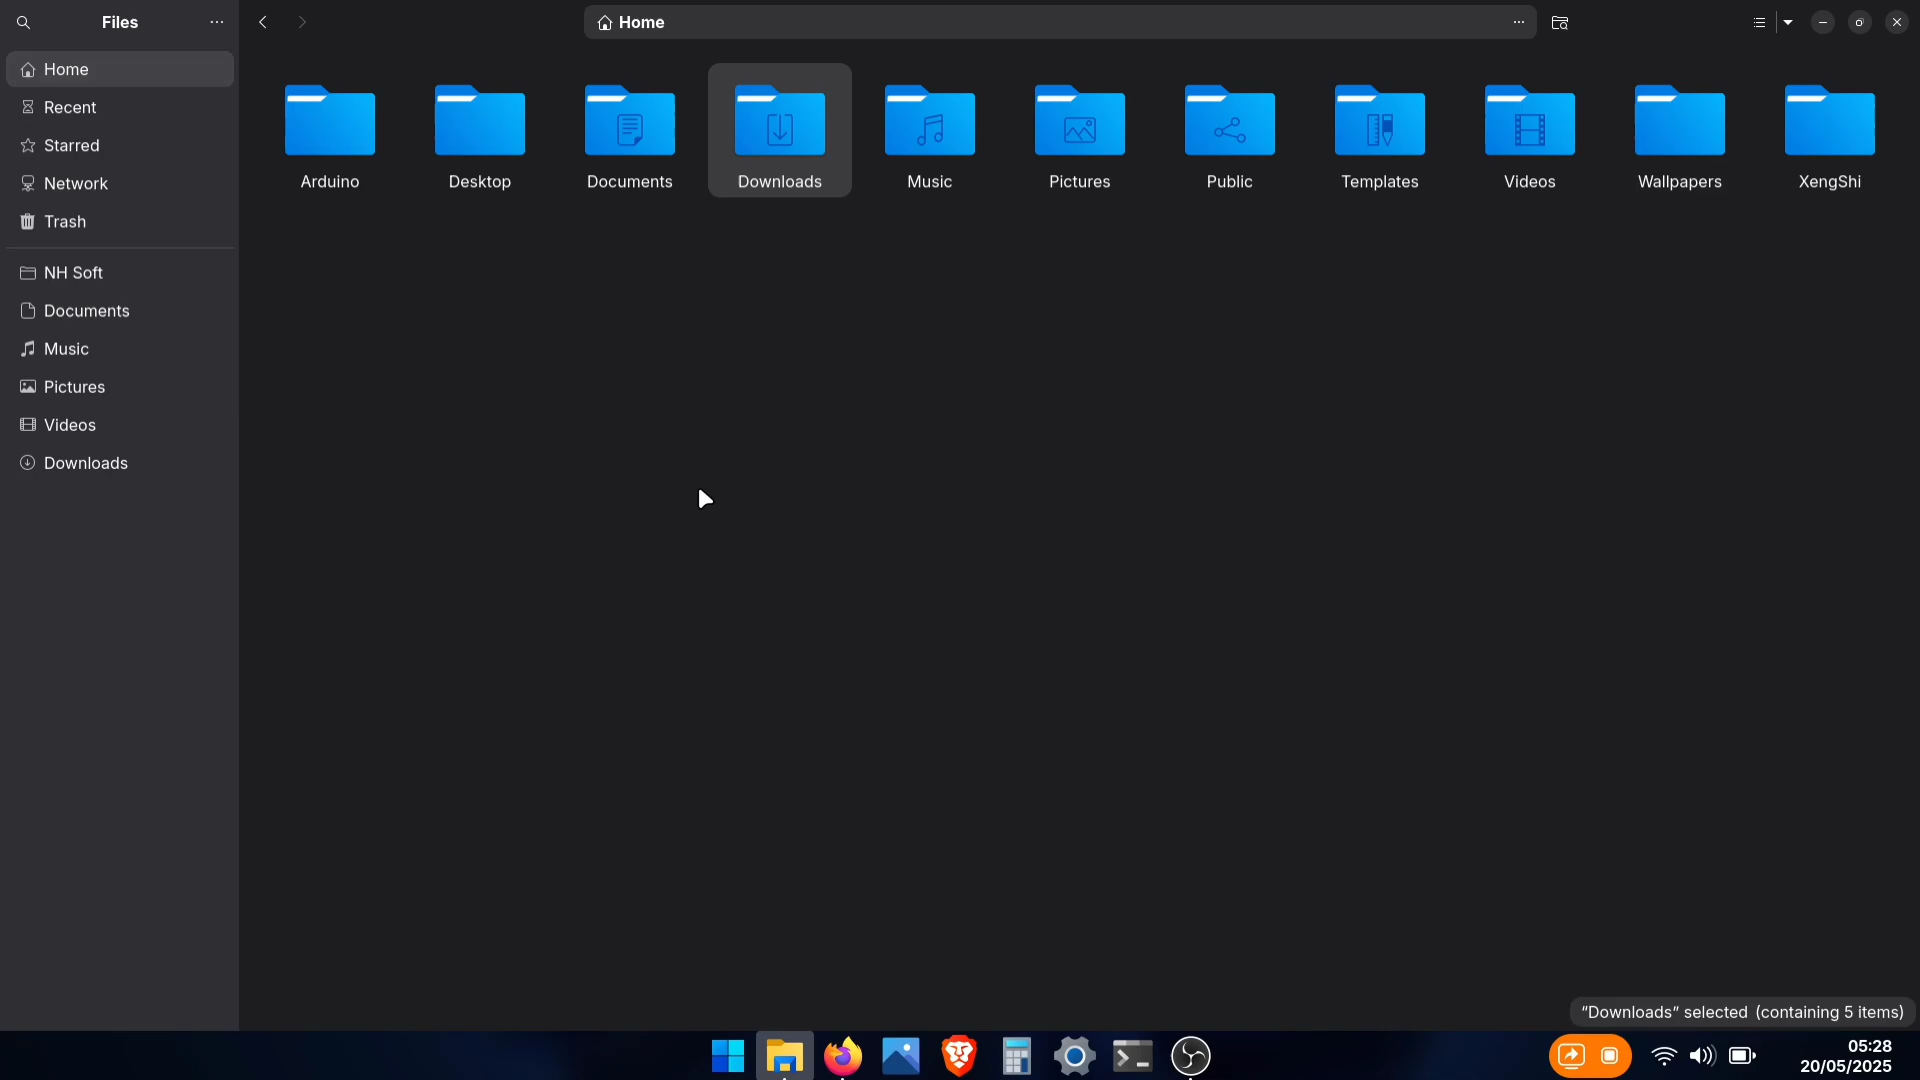 Files
Home
Home
Recent
Starred
Network
Trash
NH Soft
Documents
Music
Pictures
Videos
Downloads
Arduino
Desktop
Documents
Downloads
Music
Pictures
Public
Templates
Videos
Wallpapers
XengShi
“Downloads” selected (containing 5 items)
05:28
20/05/2025